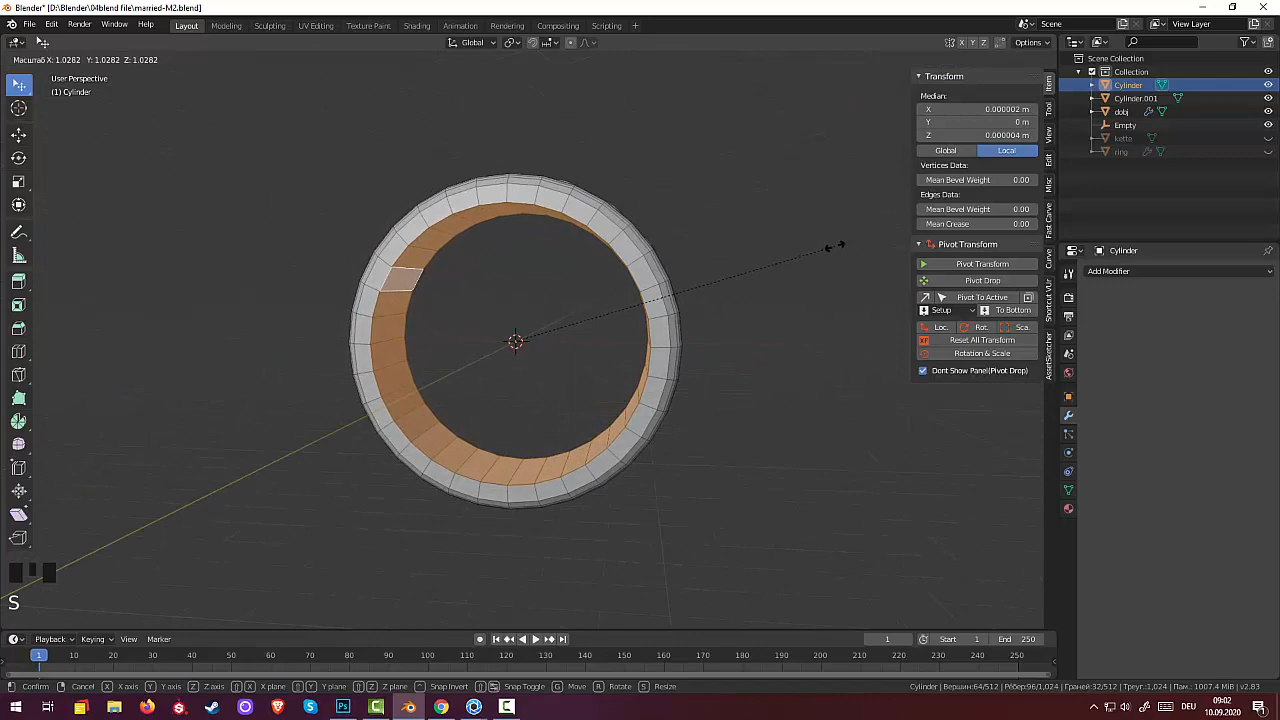 Blender* [D:\Blender\04blend file\married-M2.blend]
File Edit Render Window Help Layout Modeling Sculpting UV Editing Texture Paint Shading Animation Rendering Compositing Scripting + Scene View Layer
Global X Y Z Options
Масштаб X: 1.0282 Y: 1.0282 Z: 1.0282
User Perspective
(1) Cylinder
Transform
Median:
X 0.000002 m
Y 0 m
Z 0.000004 m
Global Local
Vertices Data:
Mean Bevel Weight 0.00
Edges Data:
Mean Bevel Weight 0.00
Mean Crease 0.00
Pivot Transform
Pivot Transform
Pivot Drop
Pivot To Active
Setup To Bottom
Loc. Rot. Sca.
Reset All Transform
Rotation & Scale
Dont Show Panel(Pivot Drop)
Item
Tool
View
Edit
Misc
Fast Carve
Curve
Shortcut VUr
AssetSketcher
Scene Collection
Collection
Cylinder
Cylinder.001
dobj
Empty
kette
ring
Cylinder
Add Modifier
S
Playback Keying View Marker 1 Start 1 End 250
1 10 20 30 40 50 60 70 80 90 100 110 120 130 140 150 160 170 180 190 200 210 220 230 240 250
Confirm Cancel X X axis Y Y axis Z Z axis X X plane Y Y plane Z Z plane Snap Invert Snap Toggle G Move R Rotate S Resize Cylinder | Вершин:64/512 | Рёбер:96/1,024 | Граней:32/512 | Треуг.:1,024 | Пам..1007.4 MiB | v2.83
DEU 09:02
10.09.2020